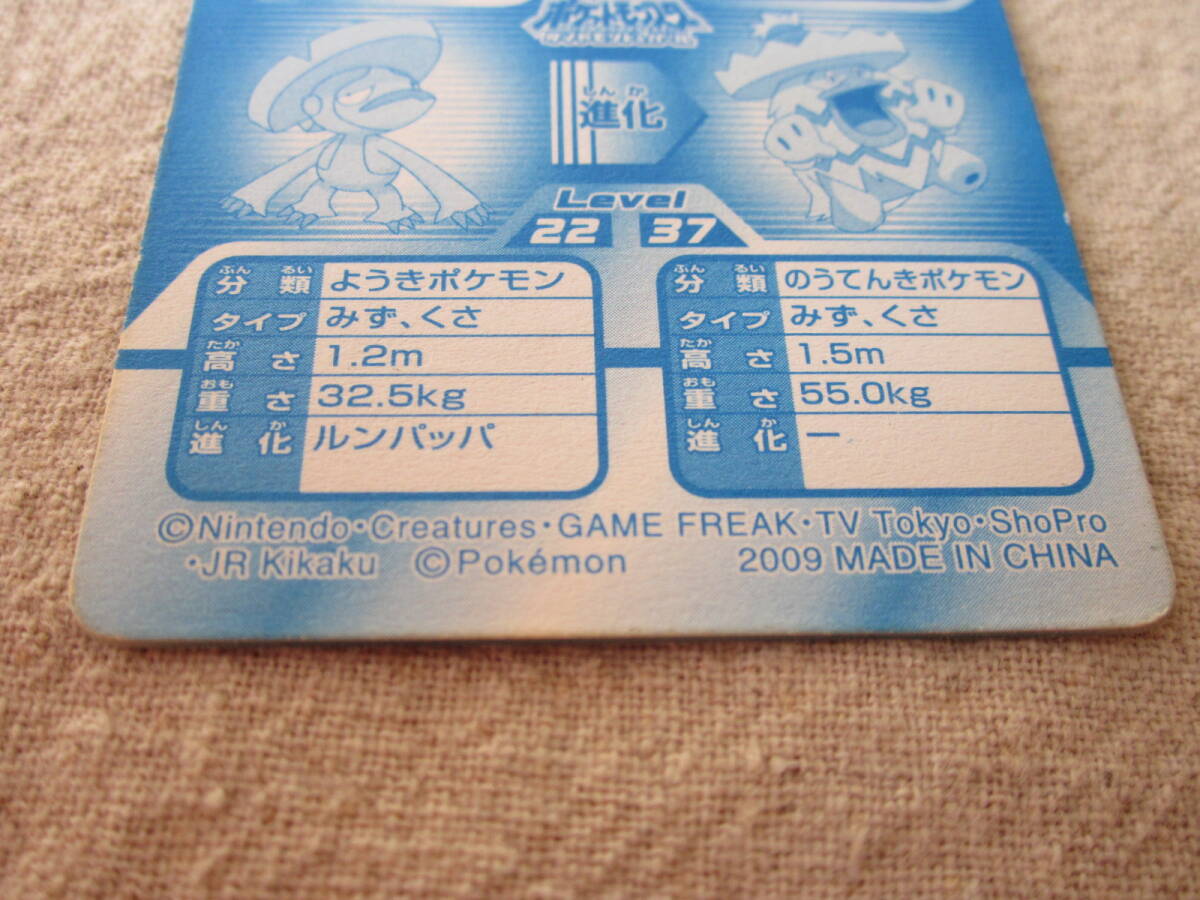 ポケットモンスター
しんか
進化
Level
22 37
ぶんるい
分類 ようきポケモン
タイプ みず、くさ
たか
高さ 1.2m
おも
重さ 32.5kg
しんか
進化 ルンパッパ
ぶんるい
分類 のうてんきポケモン
タイプ みず、くさ
たか
高さ 1.5m
おも
重さ 55.0kg
しんか
進化 ー
©Nintendo・Creatures・GAME FREAK・TV Tokyo・ShoPro
・JR Kikaku ©Pokémon 2009 MADE IN CHINA